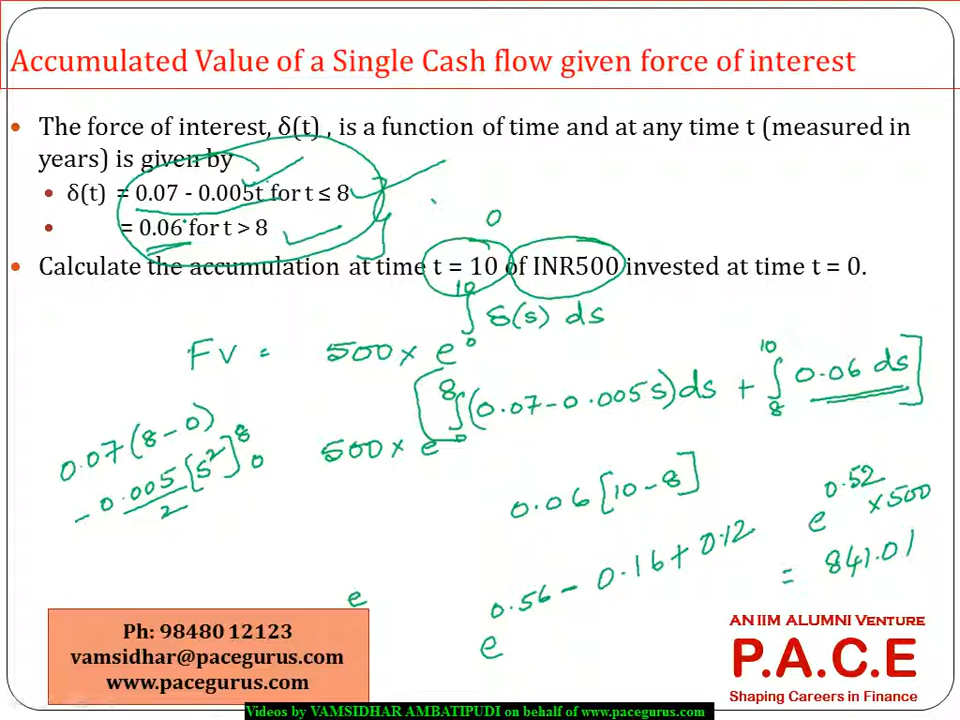 Accumulated Value of a Single Cash flow given force of interest
• The force of interest, δ(t) , is a function of time and at any time t (measured in
years) is given by
• δ(t) = 0.07 - 0.005t for t ≤ 8
• = 0.06 for t > 8
• Calculate the accumulation at time t = 10 of INR500 invested at time t = 0.
0
10
∫ δ(s) ds
0
FV = 500 × e
[ 8 ∫ 0 (0.07-0.005s) ds + 10 ∫ 8 0.06 ds ]
500 × e
0.07(8-0)
- 0.005/2 [s²] 8 0
0.06[10-8]
e 0.52 × 500
= 841.01
0.56 - 0.16 + 0.12
e
e
Ph: 98480 12123
vamsidhar@pacegurus.com
www.pacegurus.com
AN IIM ALUMNI VENTURE
P.A.C.E
Shaping Careers in Finance
Videos by VAMSIDHAR AMBATIPUDI on behalf of www.pacegurus.com